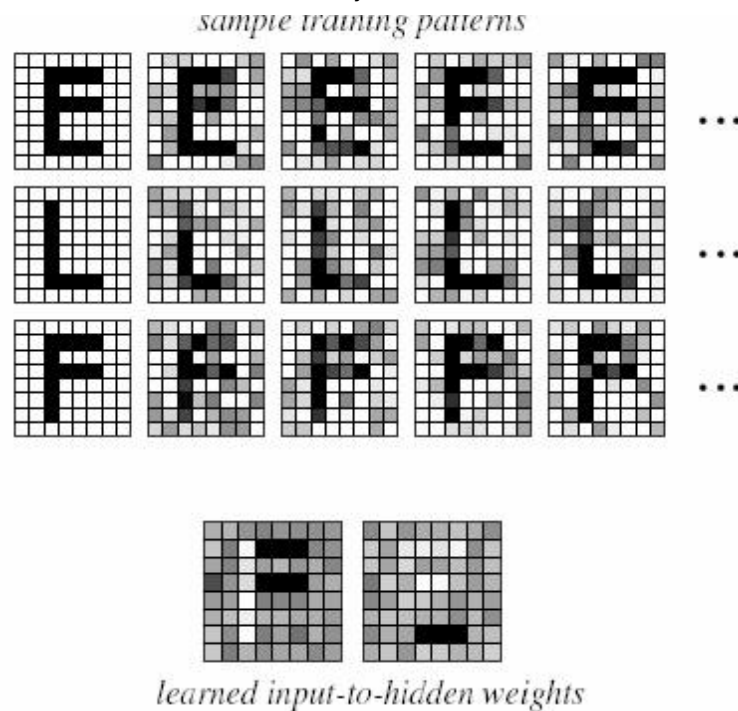 sample training patterns
E E E E E ...
L L L L L ...
F F F F F ...
learned input-to-hidden weights